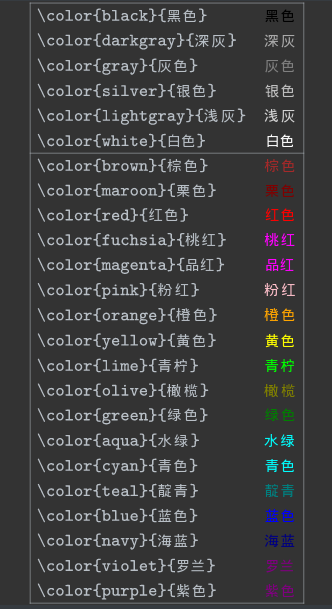 \color{black}{黑色} 黑色
\color{darkgray}{深灰} 深灰
\color{gray}{灰色} 灰色
\color{silver}{银色} 银色
\color{lightgray}{浅灰} 浅灰
\color{white}{白色} 白色
\color{brown}{棕色} 棕色
\color{maroon}{栗色} 栗色
\color{red}{红色} 红色
\color{fuchsia}{桃红} 桃红
\color{magenta}{品红} 品红
\color{pink}{粉红} 粉红
\color{orange}{橙色} 橙色
\color{yellow}{黄色} 黄色
\color{lime}{青柠} 青柠
\color{olive}{橄榄} 橄榄
\color{green}{绿色} 绿色
\color{aqua}{水绿} 水绿
\color{cyan}{青色} 青色
\color{teal}{靛青} 靛青
\color{blue}{蓝色} 蓝色
\color{navy}{海蓝} 海蓝
\color{violet}{罗兰} 罗兰
\color{purple}{紫色} 紫色